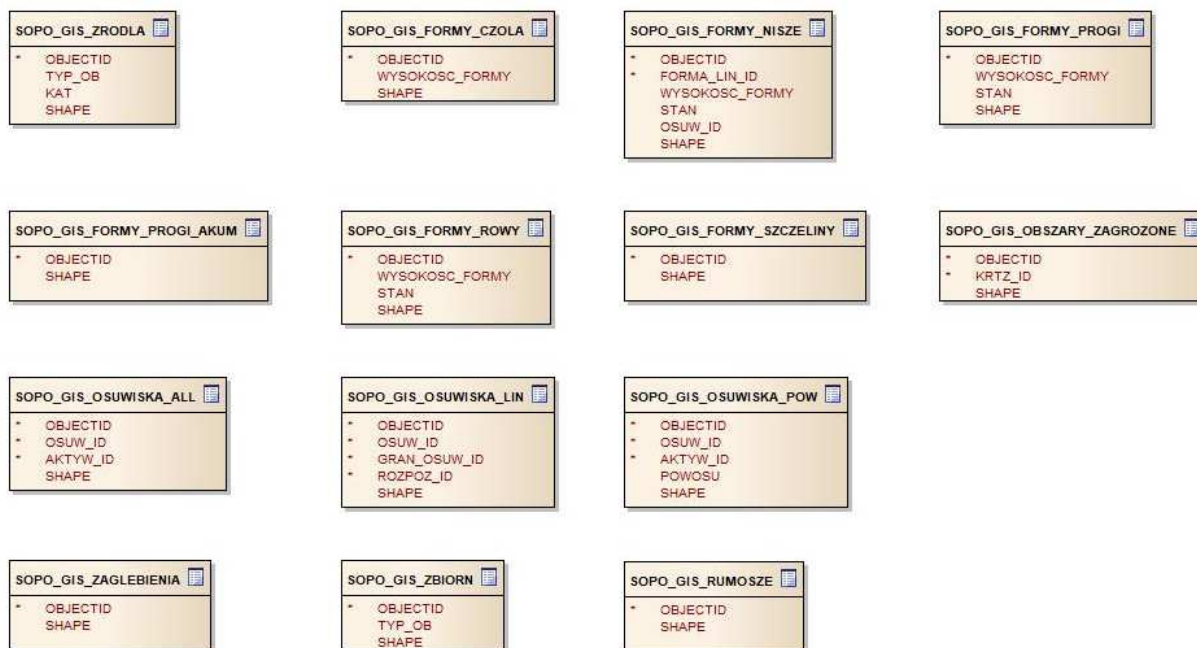 SOPO_GIS_ZRODLA
* OBJECTID
TYP_OB
KAT
SHAPE
SOPO_GIS_FORMY_CZOLA
* OBJECTID
WYSOKOSC_FORMY
SHAPE
SOPO_GIS_FORMY_NISZE
* OBJECTID
* FORMA_LIN_ID
WYSOKOSC_FORMY
STAN
OSUW_ID
SHAPE
SOPO_GIS_FORMY_PROGI
* OBJECTID
WYSOKOSC_FORMY
STAN
SHAPE
SOPO_GIS_FORMY_PROGI_AKUM
* OBJECTID
SHAPE
SOPO_GIS_FORMY_ROWY
* OBJECTID
WYSOKOSC_FORMY
STAN
SHAPE
SOPO_GIS_FORMY_SZCZELINY
* OBJECTID
SHAPE
SOPO_GIS_OBSZARY_ZAGROZONE
* OBJECTID
* KRTZ_ID
SHAPE
SOPO_GIS_OSUWISKA_ALL
* OBJECTID
* OSUW_ID
* AKTYW_ID
SHAPE
SOPO_GIS_OSUWISKA_LIN
* OBJECTID
* OSUW_ID
* GRAN_OSUW_ID
* ROZPOZ_ID
SHAPE
SOPO_GIS_OSUWISKA_POW
* OBJECTID
* OSUW_ID
* AKTYW_ID
POWOSU
SHAPE
SOPO_GIS_ZAGLEBIENIA
* OBJECTID
SHAPE
SOPO_GIS_ZBIORN
* OBJECTID
TYP_OB
SHAPE
SOPO_GIS_RUMOSZE
* OBJECTID
SHAPE